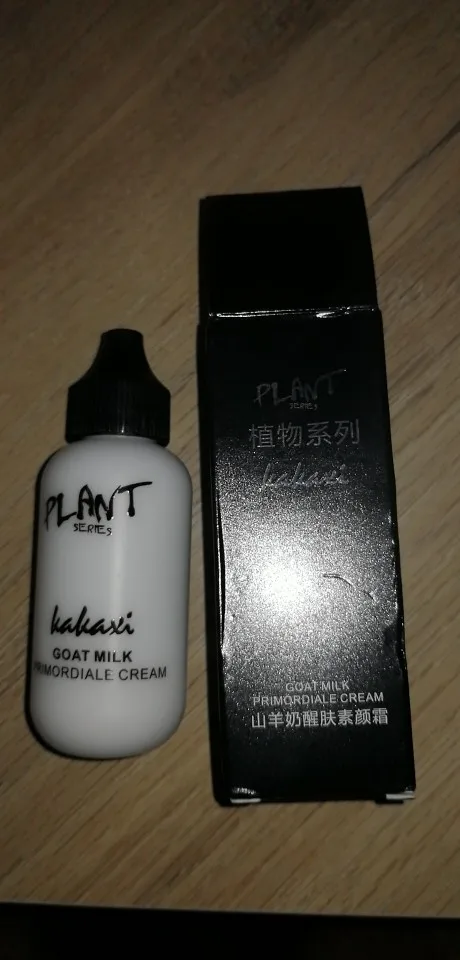 PLANT
SERIES
kakaxi
GOAT MILK
PRIMORDIALE CREAM
PLANT
SERIES
植物系列
kakaxi
GOAT MILK
PRIMORDIALE CREAM
山羊奶醒肤素颜霜